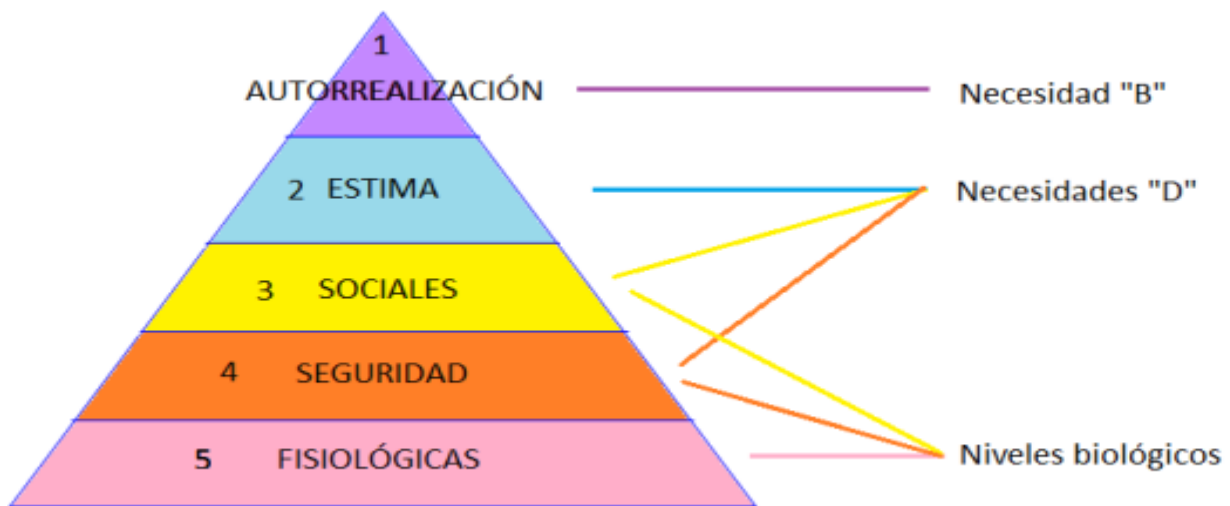 1
AUTORREALIZACIÓN
Necesidad "B"
2 ESTIMA
Necesidades "D"
3 SOCIALES
4 SEGURIDAD
5 FISIOLÓGICAS
Niveles biológicos